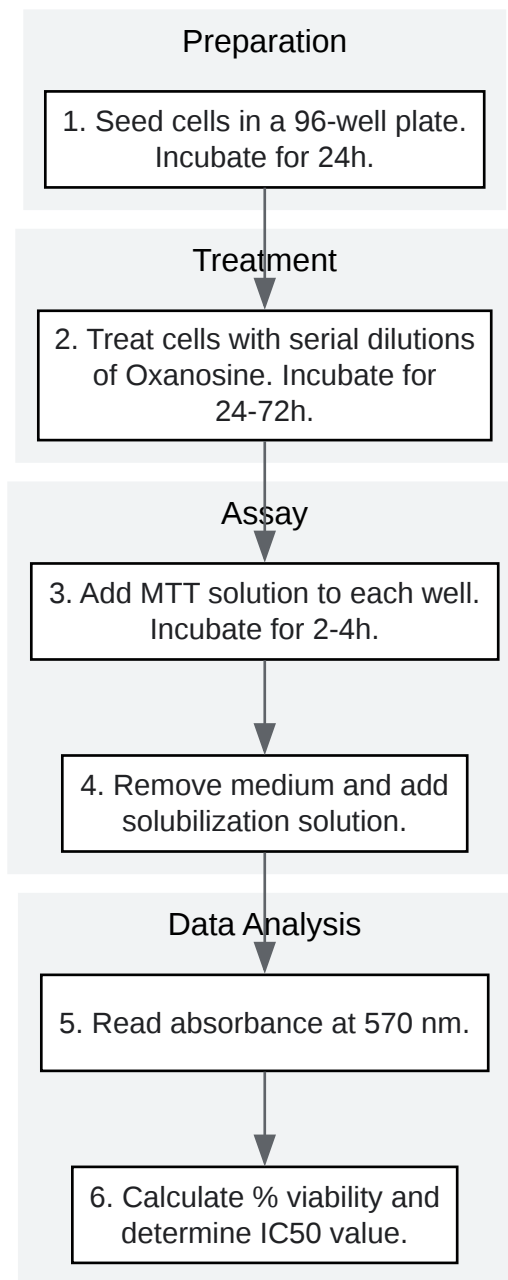 Preparation
1. Seed cells in a 96-well plate.
Incubate for 24h.
Treatment
2. Treat cells with serial dilutions
of Oxanosine. Incubate for
24-72h.
Assay
3. Add MTT solution to each well.
Incubate for 2-4h.
4. Remove medium and add
solubilization solution.
Data Analysis
5. Read absorbance at 570 nm.
6. Calculate % viability and
determine IC50 value.